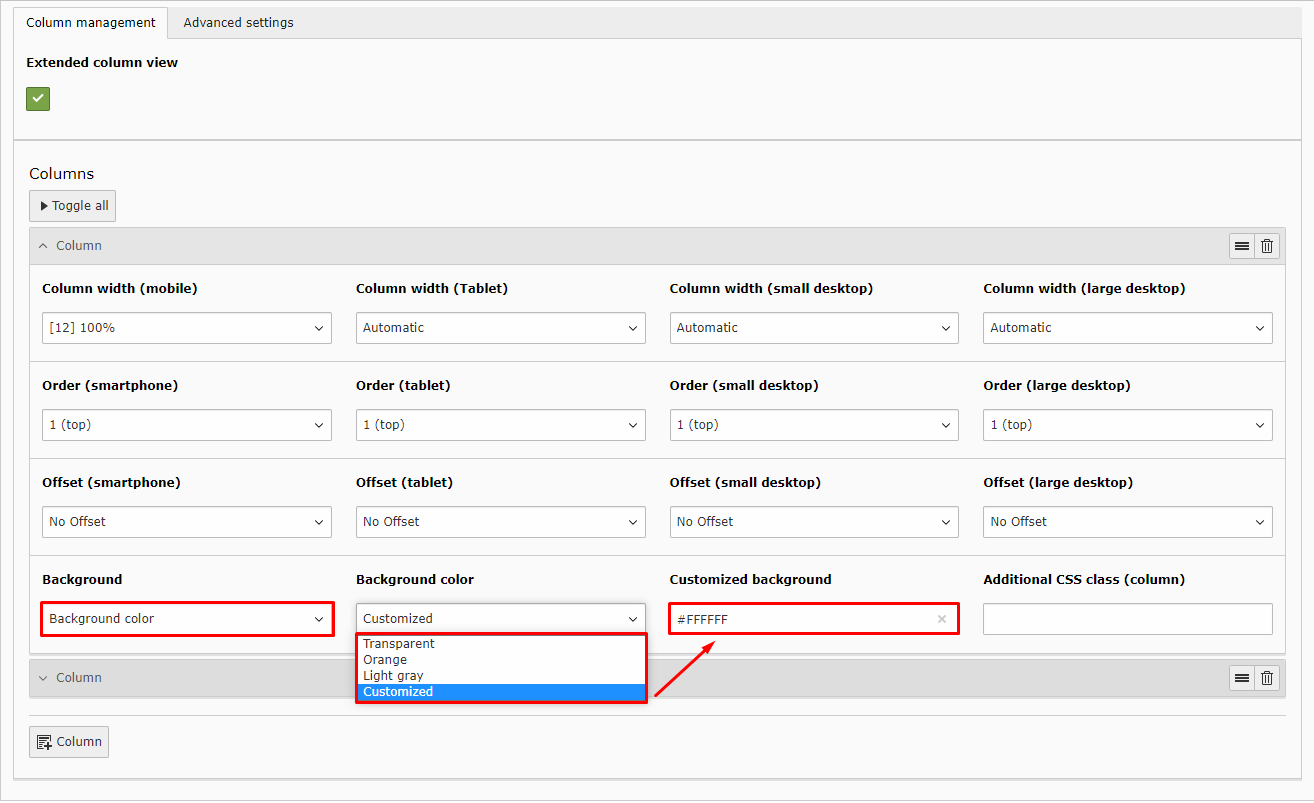 Column management Advanced settings
Extended column view
Columns
Toggle all
Column
Column width (mobile) Column width (Tablet) Column width (small desktop) Column width (large desktop)
[12] 100% Automatic Automatic Automatic
Order (smartphone) Order (tablet) Order (small desktop) Order (large desktop)
1 (top) 1 (top) 1 (top) 1 (top)
Offset (smartphone) Offset (tablet) Offset (small desktop) Offset (large desktop)
No Offset No Offset No Offset No Offset
Background Background color Customized background Additional CSS class (column)
Background color Customized #FFFFFF
Transparent
Orange
Light gray
Customized
Column
Column